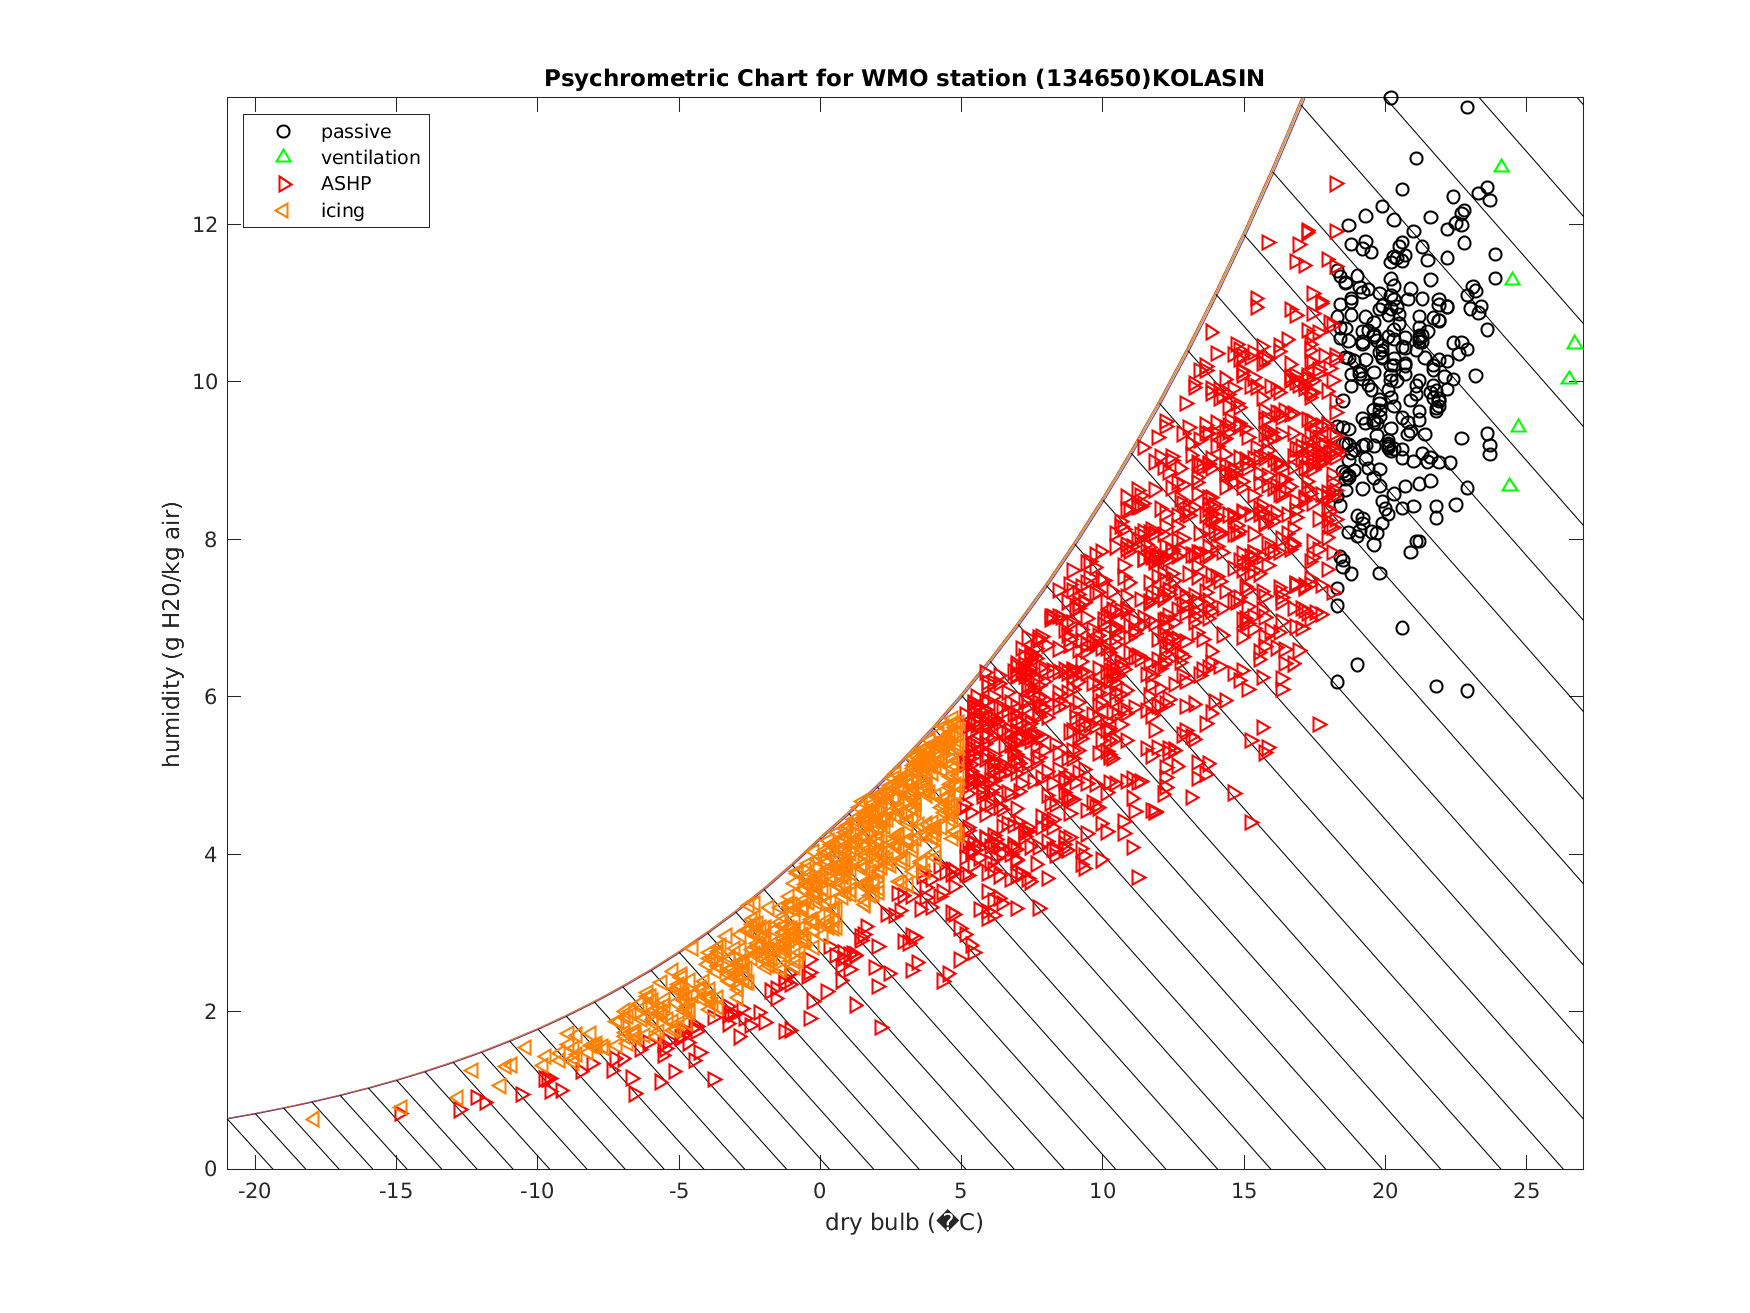 Psychrometric Chart for WMO station (134650)KOLASIN
passive
ventilation
ASHP
icing
humidity (g H20/kg air)
12
10
8
6
4
2
0
-20 -15 -10 -5 0 5 10 15 20 25
dry bulb (�C)